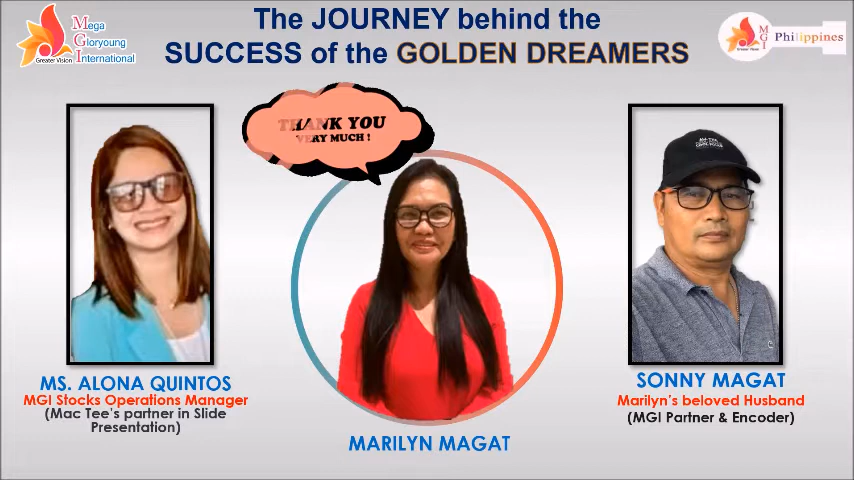 Mega
Gloryoung
International
Greater Vision
The JOURNEY behind the
SUCCESS of the GOLDEN DREAMERS
MGI Philippines
THANK YOU
VERY MUCH !
MS. ALONA QUINTOS
MGI Stocks Operations Manager
(Mac Tee's partner in Slide
Presentation)
MARILYN MAGAT
SONNY MAGAT
Marilyn's beloved Husband
(MGI Partner & Encoder)